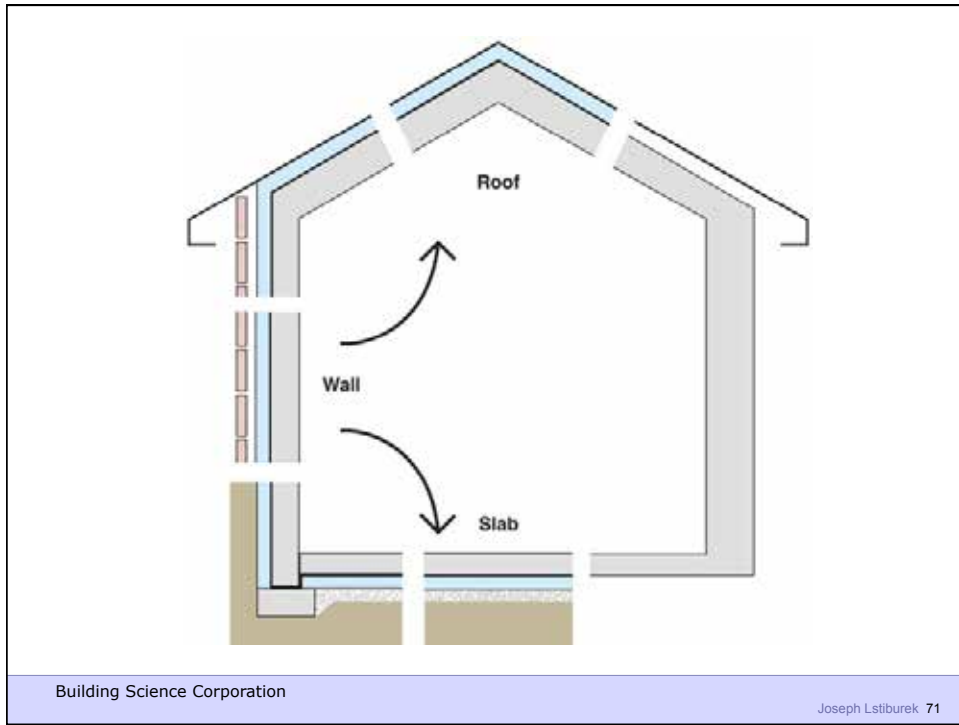 Roof
Wall
Slab
Building Science Corporation
Joseph Lstiburek 71